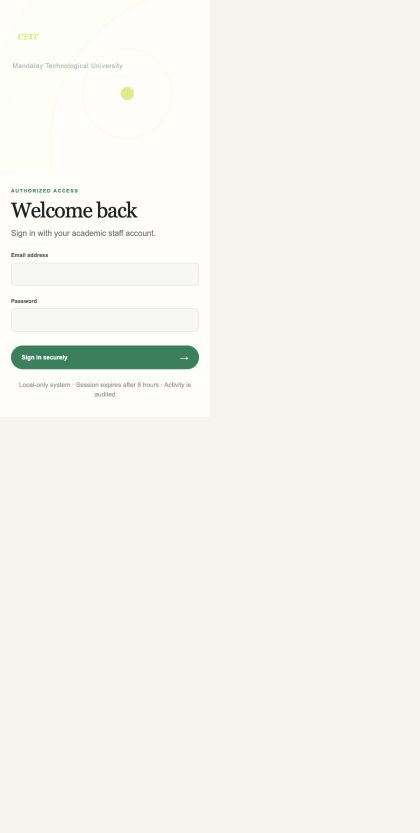 CEIT
Mandalay Technological University
AUTHORIZED ACCESS
Welcome back
Sign in with your academic staff account.
Email address
Password
Sign in securely →
Local-only system · Session expires after 8 hours · Activity is
audited